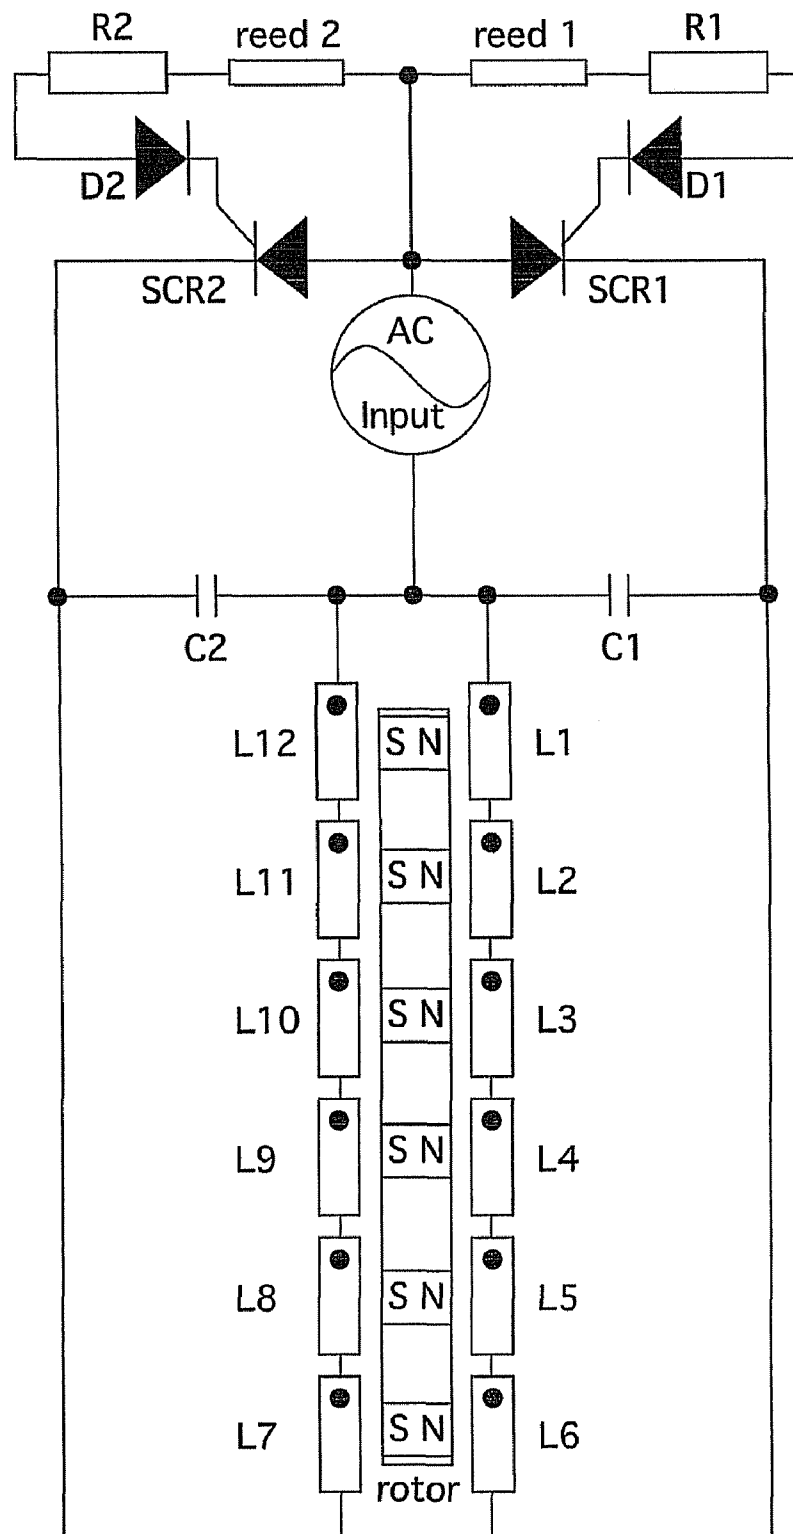 R2 reed 2 reed 1 R1
D2 D1
SCR2 SCR1
AC
Input
C2 C1
L12 S N L1
L11 S N L2
L10 S N L3
L9 S N L4
L8 S N L5
L7 S N L6
rotor